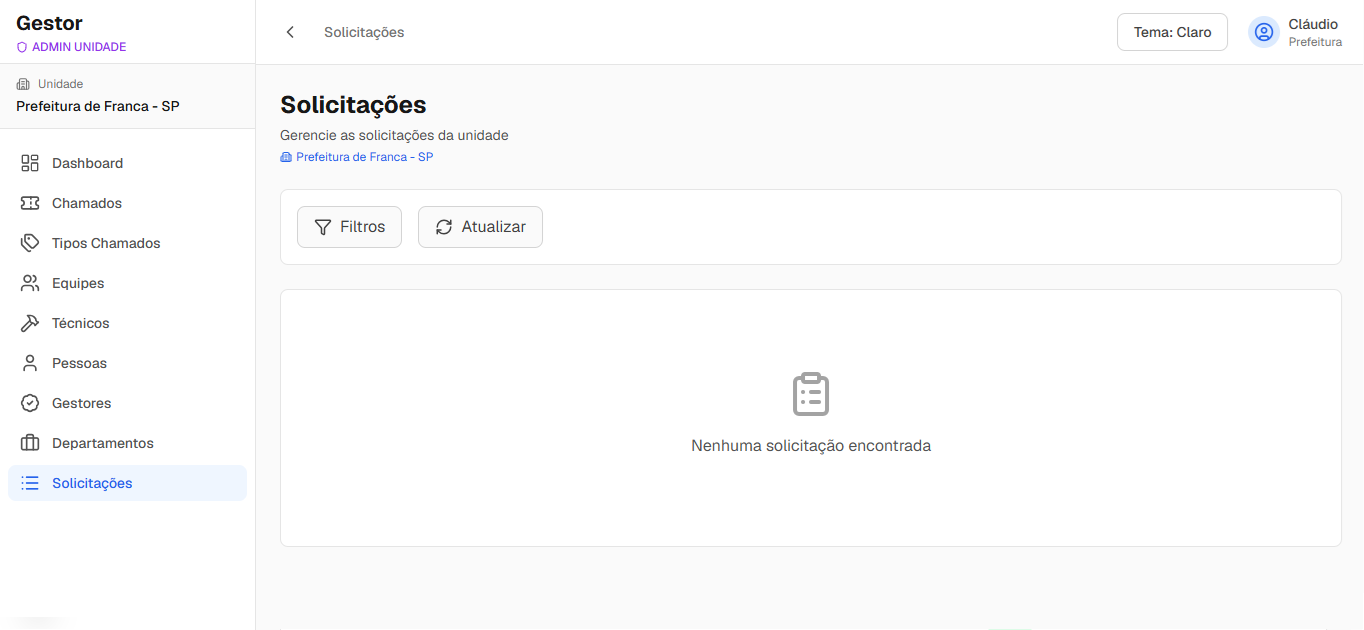 Gestor
ADMIN UNIDADE
Unidade
Prefeitura de Franca - SP
Dashboard
Chamados
Tipos Chamados
Equipes
Técnicos
Pessoas
Gestores
Departamentos
Solicitações
Solicitações
Tema: Claro
Cláudio
Prefeitura
Solicitações
Gerencie as solicitações da unidade
Prefeitura de Franca - SP
Filtros
Atualizar
Nenhuma solicitação encontrada